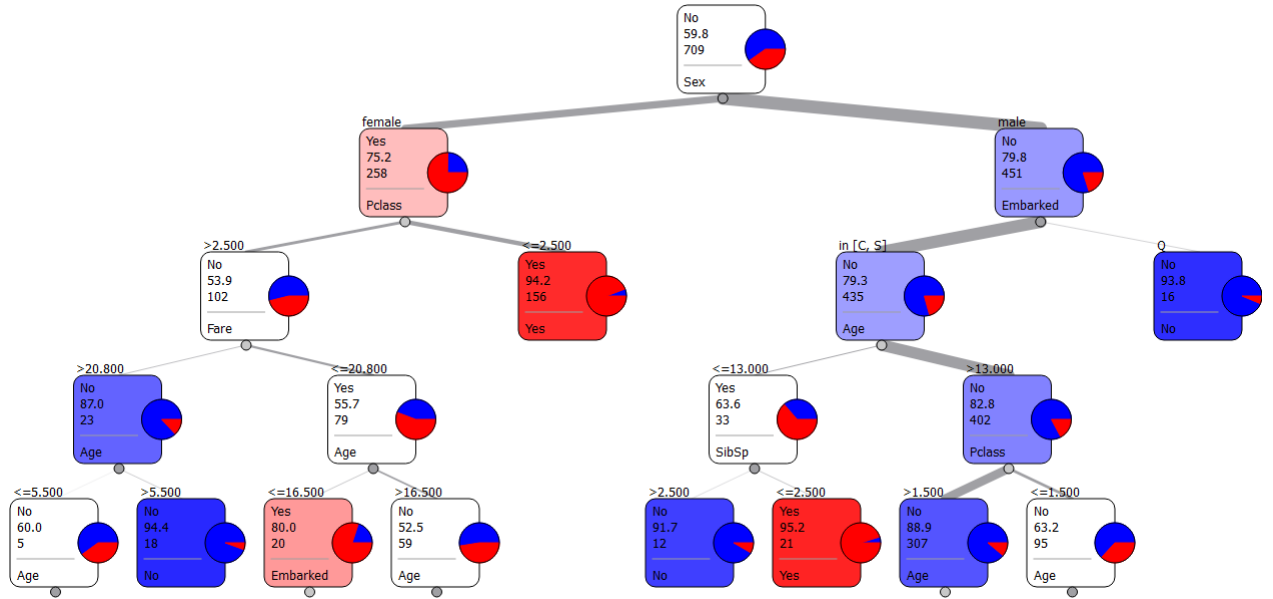 No
59.8
709
Sex
female
Yes
75.2
258
Pclass
male
No
79.8
451
Embarked
>2.500
No
53.9
102
Fare
<=2.500
Yes
94.2
156
Yes
in [C, S]
No
79.3
435
Age
Q
No
93.8
16
No
>20.800
No
87.0
23
Age
<=20.800
Yes
55.7
79
Age
<=13.000
Yes
63.6
33
SibSp
>13.000
No
82.8
402
Pclass
<=5.500
No
60.0
5
Age
>5.500
No
94.4
18
No
<=16.500
Yes
80.0
20
Embarked
>16.500
No
52.5
59
Age
>2.500
No
91.7
12
No
<=2.500
Yes
95.2
21
Yes
>1.500
No
88.9
307
Age
<=1.500
No
63.2
95
Age